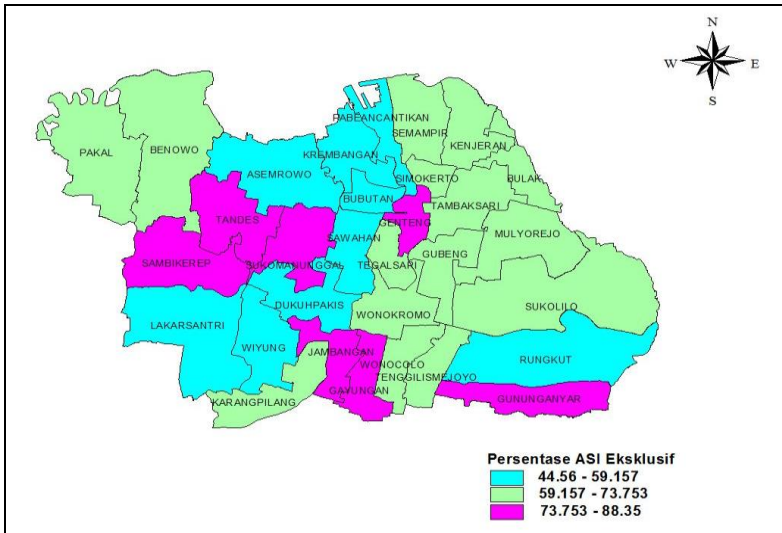 N
W E
S
PABEANCANTIKAN
SEMAMPIR
PAKAL
BENOWO
KREMBANGAN
KENJERAN
ASEMROWO
SIMOKERTO
BULAK
BUBUTAN
TANDES
TAMBAKSARI
GENTENG
SAWAHAN
MULYOREJO
GUBENG
SAMBIKEREP
SUKOMANUNGGAL
TEGALSARI
DUKUHPAKIS
WONOKROMO
SUKOLILO
LAKARSANTRI
WIYUNG
JAMBANGAN
WONOCOLO
RUNGKUT
TENGGILISMEJOYO
GAYUNGAN
KARANGPILANG
GUNUNGANYAR
Persentase ASI Eksklusif
44.56 - 59.157
59.157 - 73.753
73.753 - 88.35